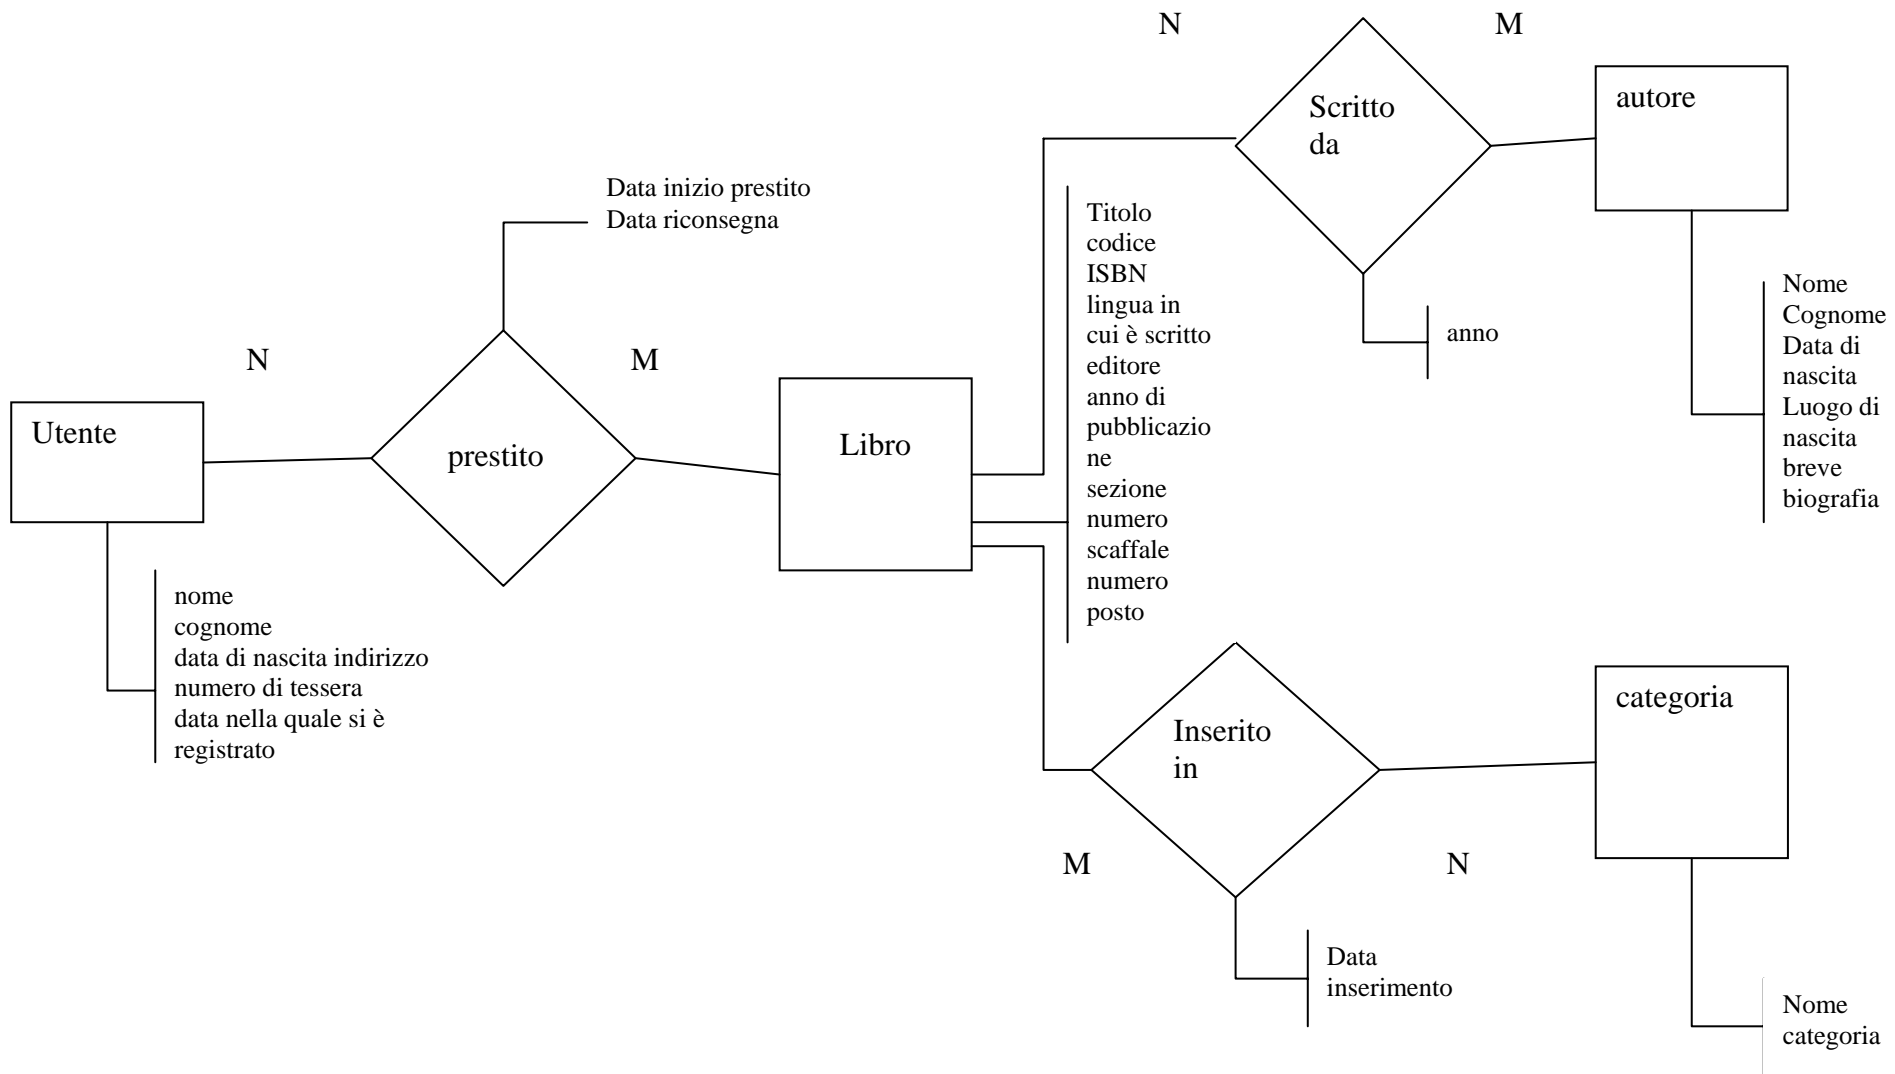 N
M
Scritto
da
autore
Data inizio prestito
Data riconsegna
Titolo
codice
ISBN
lingua in
cui è scritto
editore
anno di
pubblicazio
ne
sezione
numero
scaffale
numero
posto
anno
Nome
Cognome
Data di
nascita
Luogo di
nascita
breve
biografia
N
M
Utente
prestito
Libro
nome
cognome
data di nascita indirizzo
numero di tessera
data nella quale si è
registrato
Inserito
in
categoria
M
N
Data
inserimento
Nome
categoria